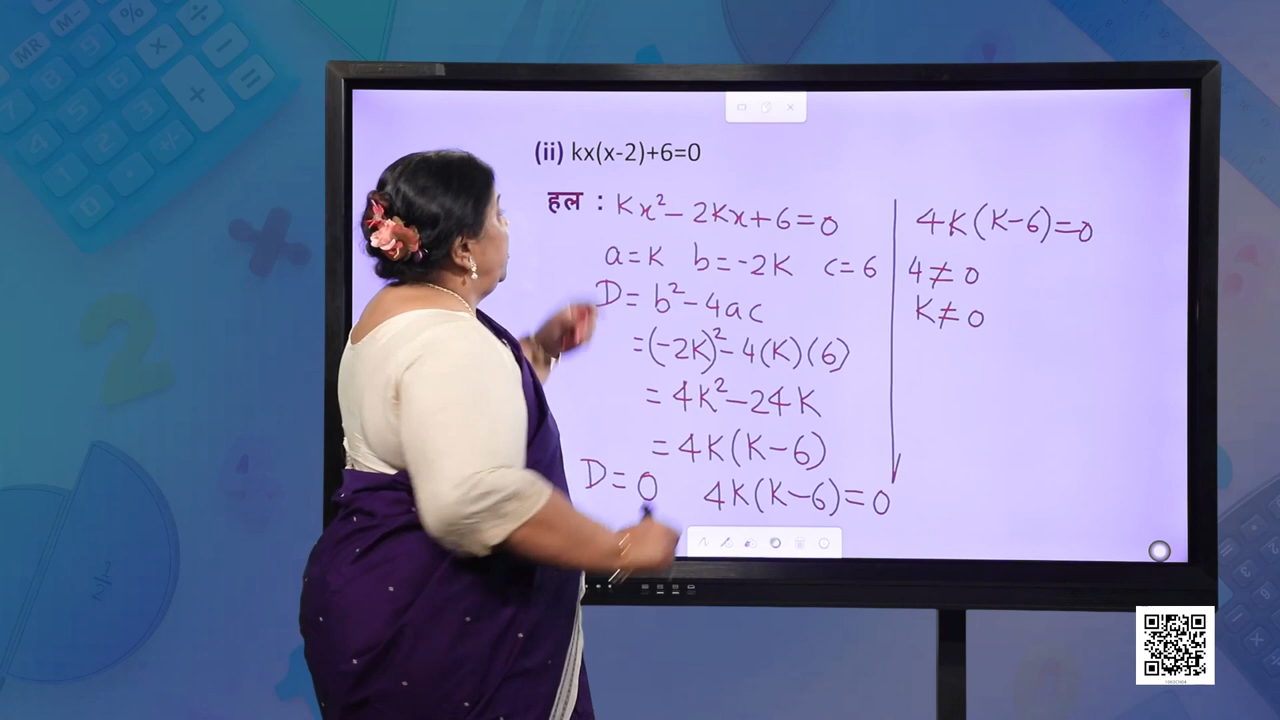 (ii) kx(x-2)+6=0
हल : Kx²-2Kx+6=0
a=K b=-2K c=6
D=b²-4ac
=(-2K)²-4(K)(6)
=4K²-24K
=4K(K-6)
D=0 4K(K-6)=0
4K(K-6)=0
4≠0
K≠0